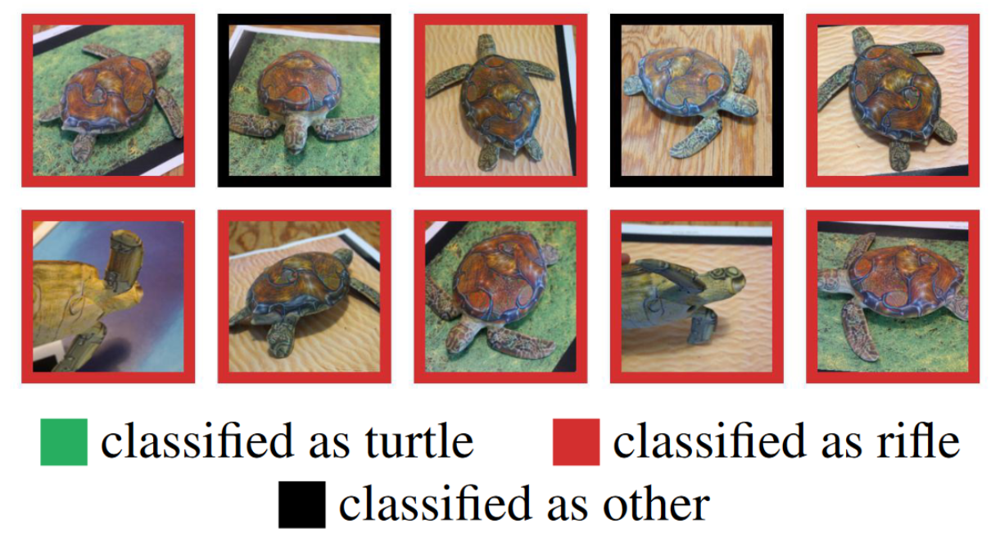 classified as turtle classified as rifle
classified as other